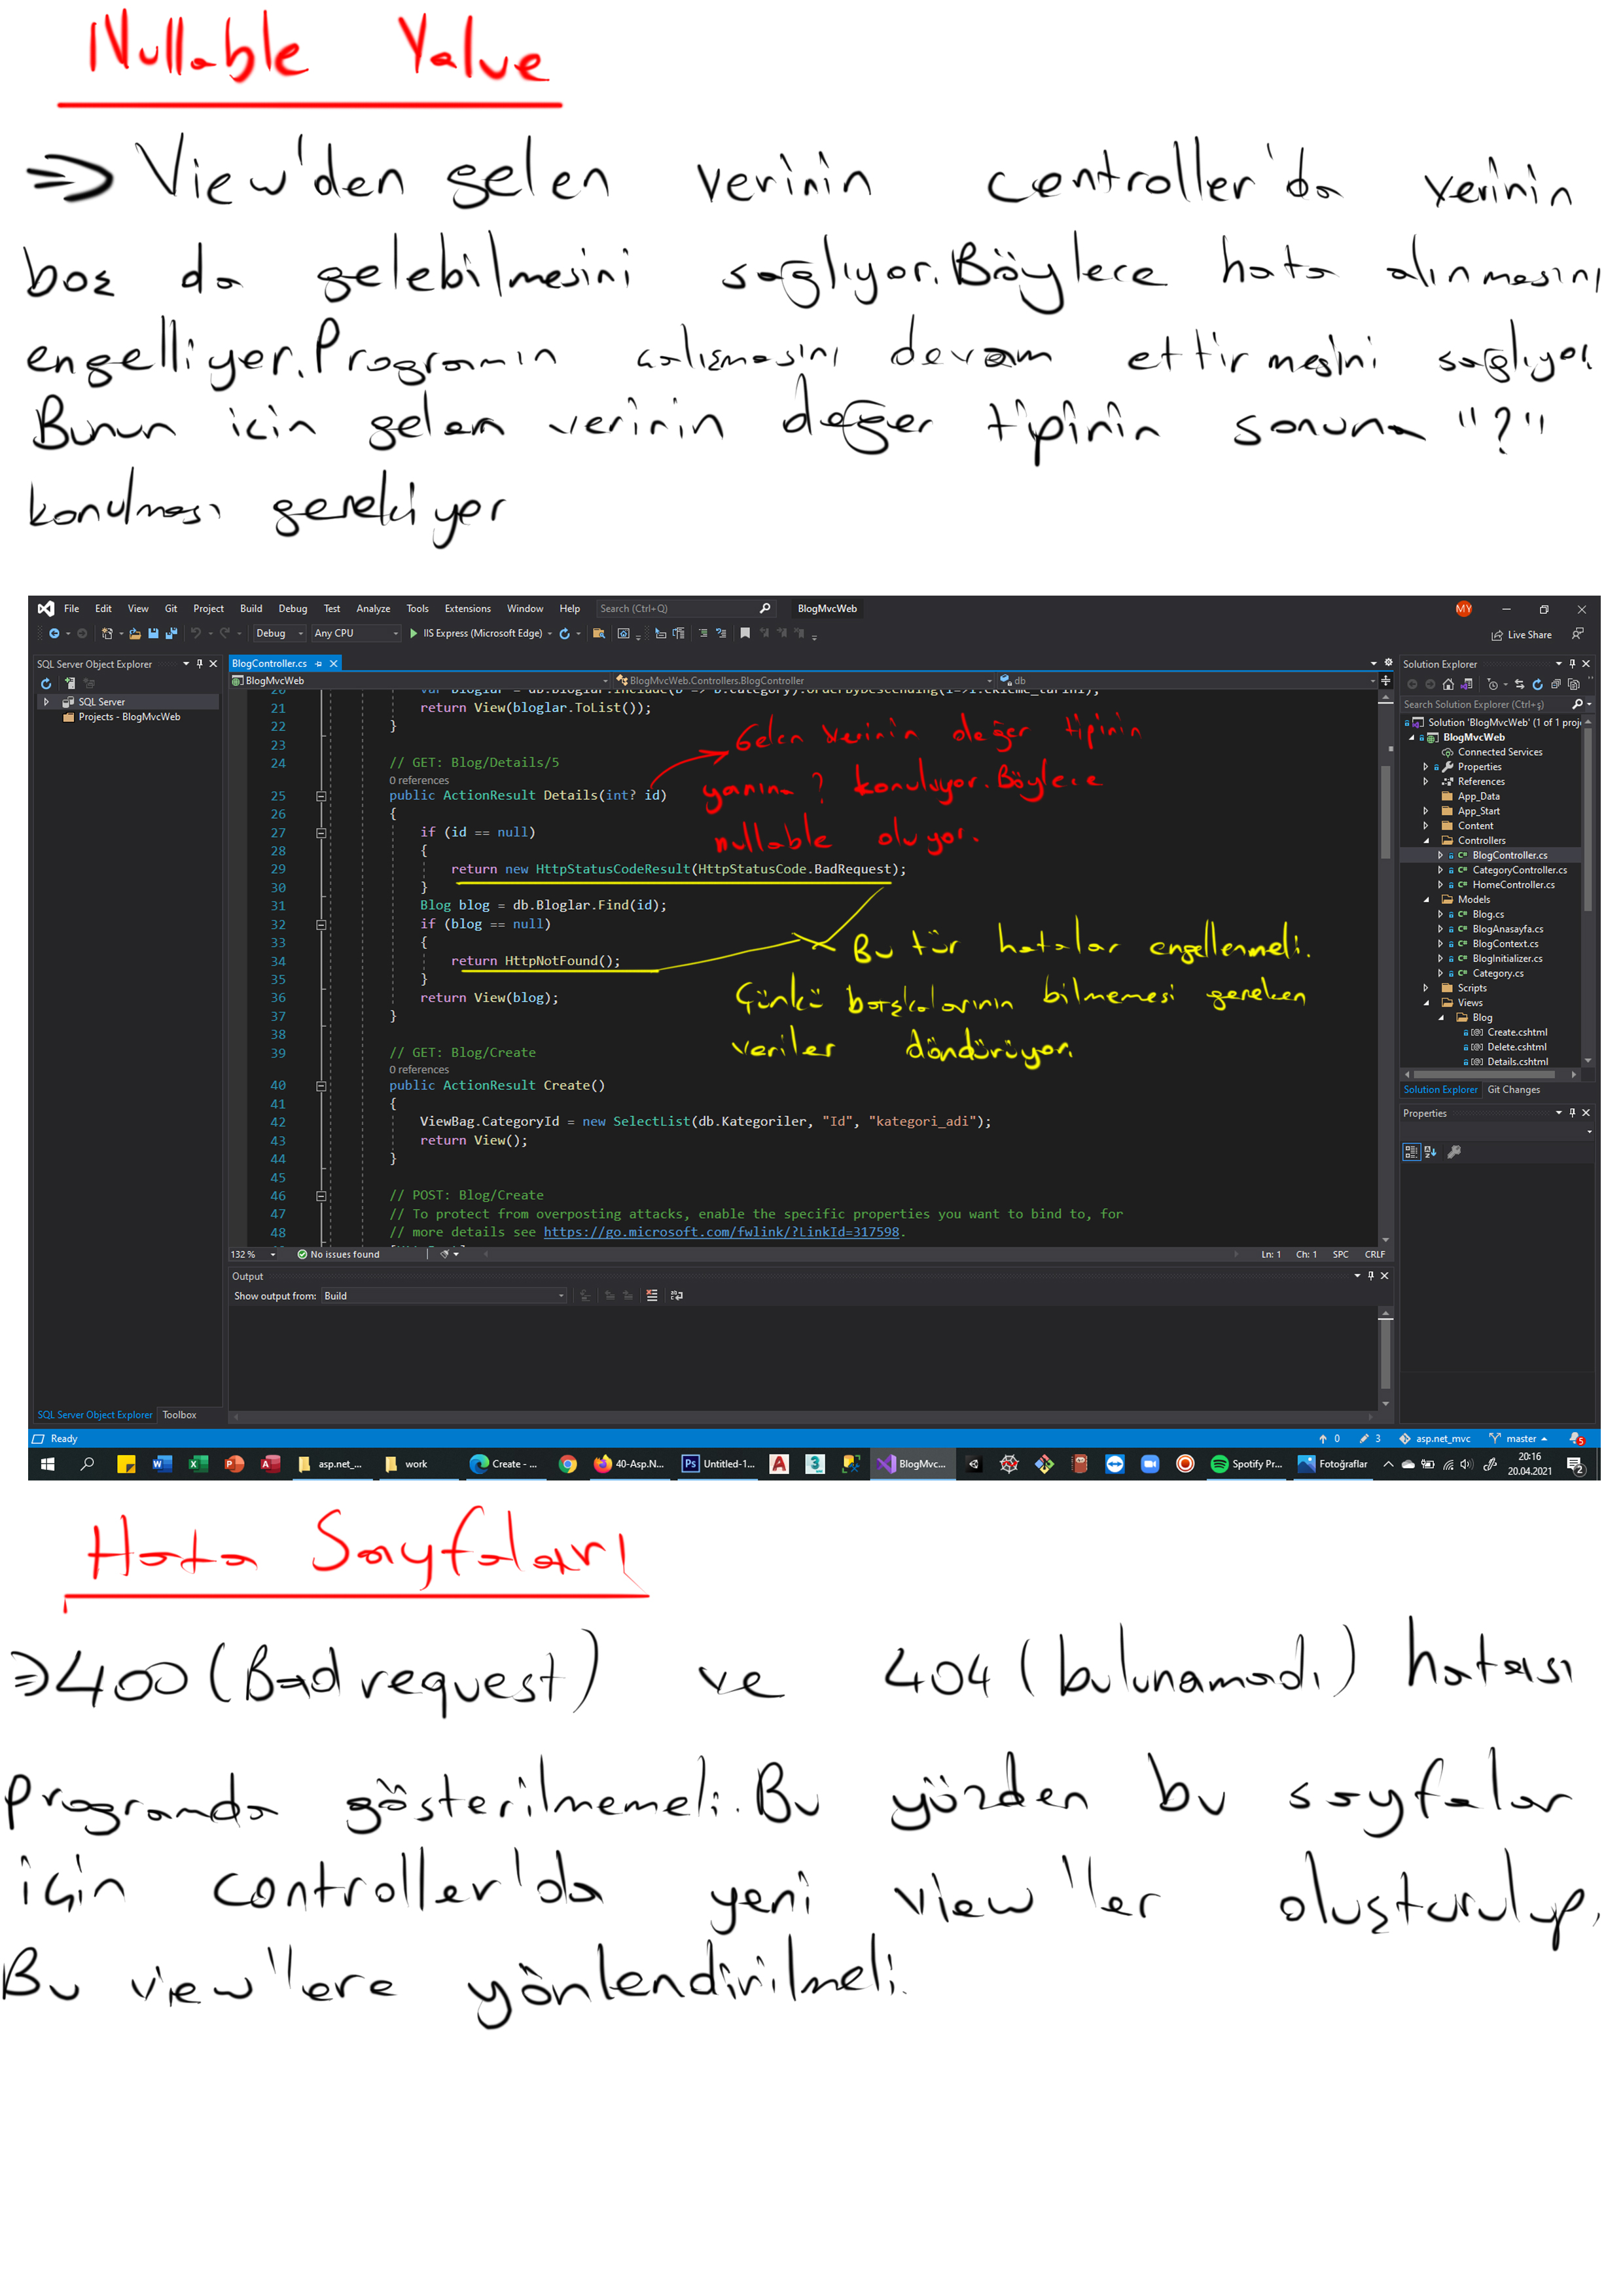 Nullable Value
=> View'den gelen verinin controller'da verinin
boş da gelebilmesini sağlıyor. Böylece hata alınmasını
engelliyor. Programın çalışmasını devam ettirmesini sağlıyor.
Bunun için gelen verinin değer tipinin sonuna "?"
konulması gerekiyor
File Edit View Git Project Build Debug Test Analyze Tools Extensions Window Help Search (Ctrl+Q) BlogMvcWeb MY
Debug Any CPU IIS Express (Microsoft Edge) Live Share
SQL Server Object Explorer
SQL Server
Projects - BlogMvcWeb
BlogController.cs
BlogMvcWeb BlogMvcWeb.Controllers.BlogController db
21 return View(bloglar.ToList());
22 }
23
24 // GET: Blog/Details/5
0 references
25 public ActionResult Details(int? id)
26 {
27 if (id == null)
28 {
29 return new HttpStatusCodeResult(HttpStatusCode.BadRequest);
30 }
31 Blog blog = db.Bloglar.Find(id);
32 if (blog == null)
33 {
34 return HttpNotFound();
35 }
36 return View(blog);
37 }
38
39 // GET: Blog/Create
0 references
40 public ActionResult Create()
41 {
42 ViewBag.CategoryId = new SelectList(db.Kategoriler, "Id", "kategori_adi");
43 return View();
44 }
45
46 // POST: Blog/Create
47 // To protect from overposting attacks, enable the specific properties you want to bind to, for
48 // more details see https://go.microsoft.com/fwlink/?LinkId=317598.
Gelen verinin değer tipinin
yanına ? konuluyor. Böylece
nullable oluyor.
Bu tür hatalar engellenmeli.
Çünkü başkalarının bilmemesi gereken
veriler döndürüyor.
132 % No issues found Ln: 1 Ch: 1 SPC CRLF
Output
Show output from: Build
Solution Explorer
Search Solution Explorer (Ctrl+ş)
Solution 'BlogMvcWeb' (1 of 1 proj
BlogMvcWeb
Connected Services
Properties
References
App_Data
App_Start
Content
Controllers
BlogController.cs
CategoryController.cs
HomeController.cs
Models
Blog.cs
BlogAnasayfa.cs
BlogContext.cs
BlogInitializer.cs
Category.cs
Scripts
Views
Blog
Create.cshtml
Delete.cshtml
Details.cshtml
Solution Explorer Git Changes
Properties
SQL Server Object Explorer Toolbox
Ready 0 3 asp.net_mvc master 5
asp.net_... work Create - ... 40-Asp.N... Untitled-1... BlogMvc... Spotify Pr... Fotoğraflar 20:16
20.04.2021 2
Hata Sayfaları
=> 400 (Bad request) ve 404 (bulunamadı) hatası
programda gösterilmemeli. Bu yüzden bu sayfalar
için controller'da yeni view'ler oluşturulup,
Bu view'lere yönlendirilmeli.